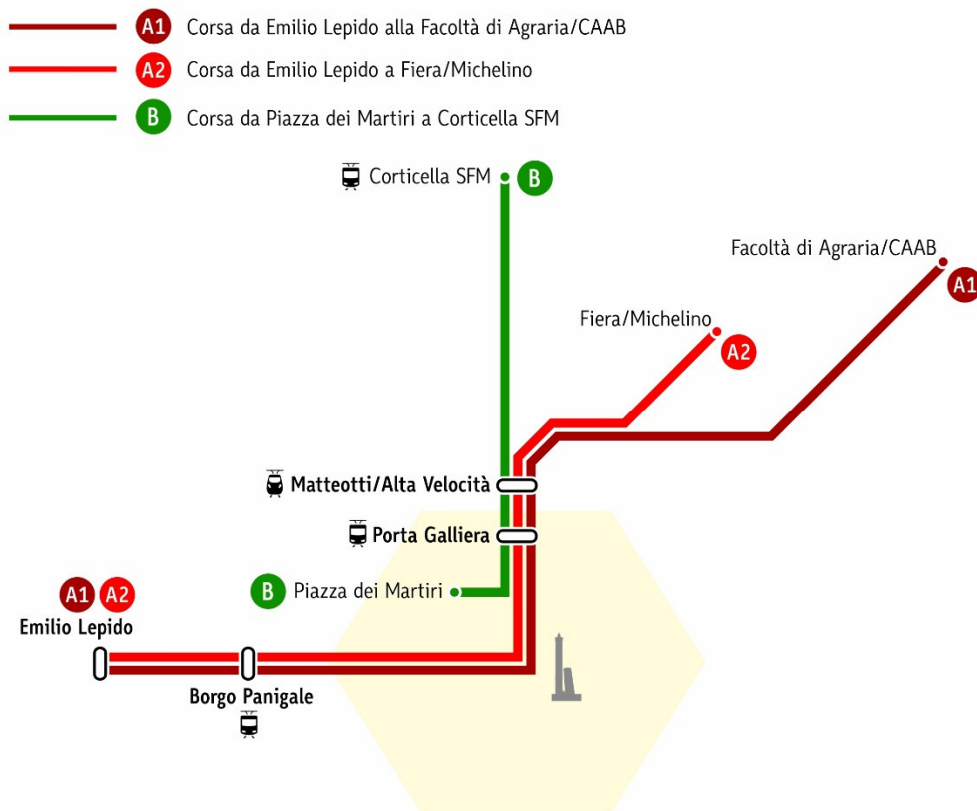 A1 Corsa da Emilio Lepido alla Facoltà di Agraria/CAAB
A2 Corsa da Emilio Lepido a Fiera/Michelino
B Corsa da Piazza dei Martiri a Corticella SFM
Corticella SFM B
Facoltà di Agraria/CAAB
A1
Fiera/Michelino
A2
Matteotti/Alta Velocità
Porta Galliera
B Piazza dei Martiri
A1 A2
Emilio Lepido
Borgo Panigale